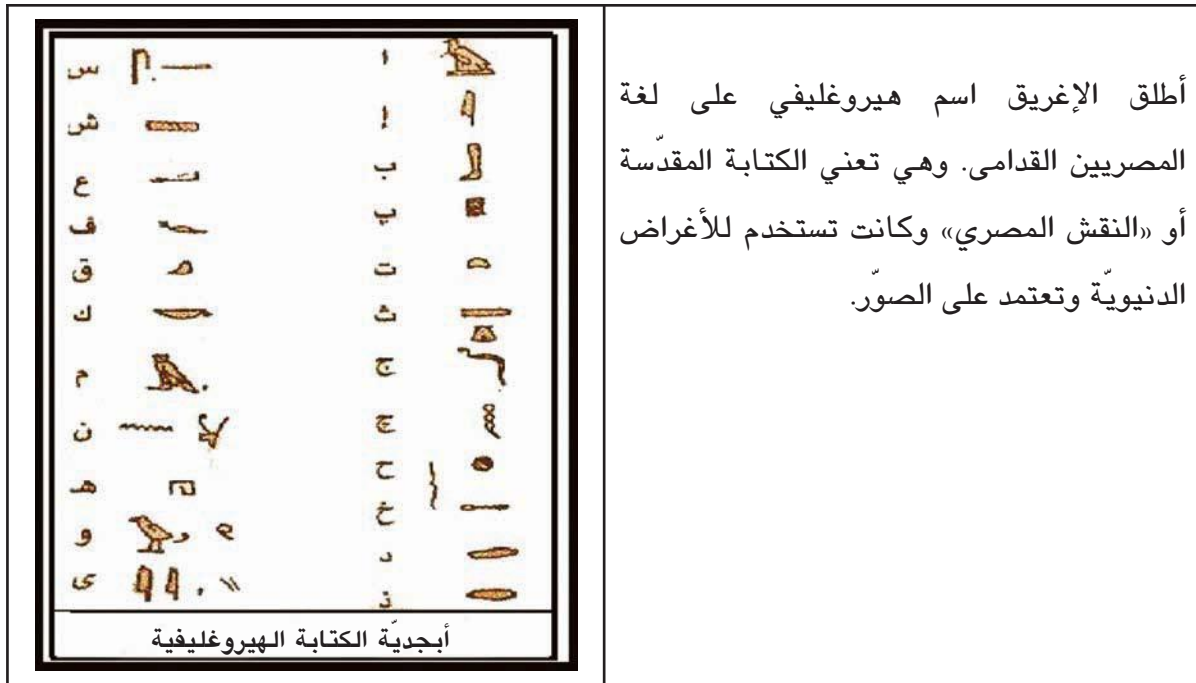 أطلق الإغريق اسم هيروغليفي على لغة
المصريين القدامى. وهي تعني الكتابة المقدّسة
أو «النقش المصري» وكانت تستخدم للأغراض
الدنيويّة وتعتمد على الصوّر.
ا
إ
ب
پ
ت
ث
ج
چ
ح
خ
د
ذ
س
ش
ع
ف
ق
ك
م
ن
هـ
و
ى
أبجديّة الكتابة الهيروغليفية